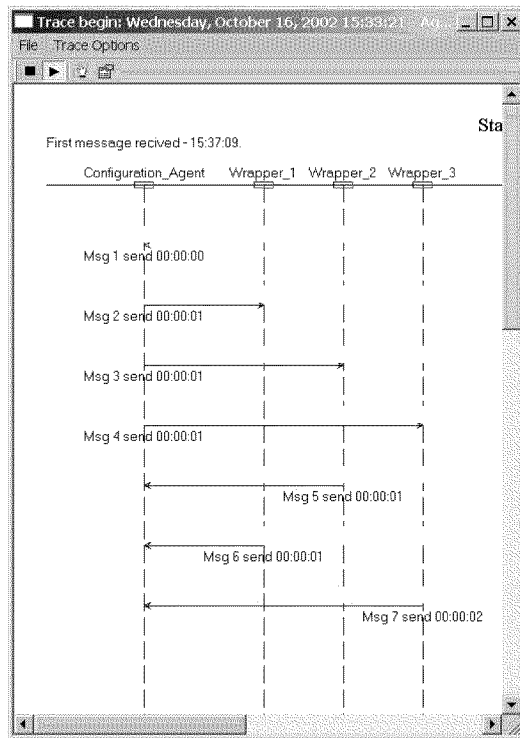 Trace begin: Wednesday, October 16, 2002 15:33:21
File Trace Options
Sta
First message recived - 15:37:09.
Configuration_Agent Wrapper_1 Wrapper_2 Wrapper_3
Msg 1 send 00:00:00
Msg 2 send 00:00:01
Msg 3 send 00:00:01
Msg 4 send 00:00:01
Msg 5 send 00:00:01
Msg 6 send 00:00:01
Msg 7 send 00:00:02